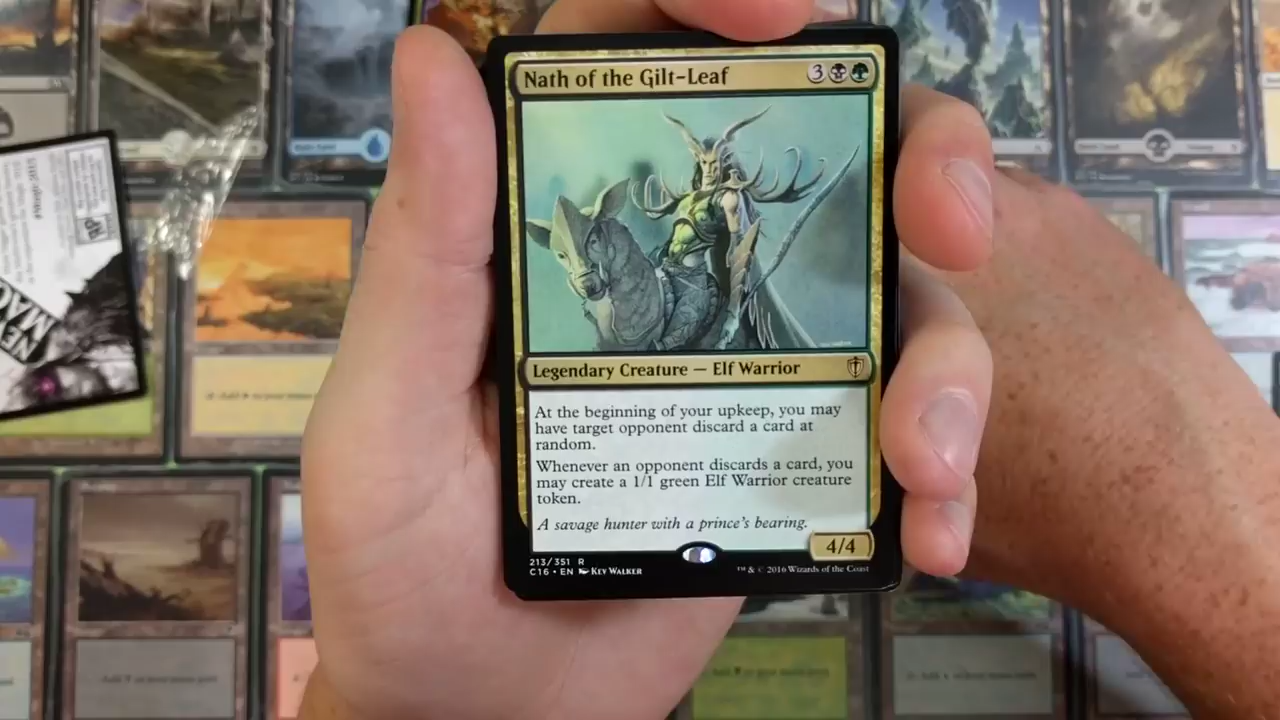 Nath of the Gilt-Leaf 3
Legendary Creature — Elf Warrior
At the beginning of your upkeep, you may
have target opponent discard a card at
random.
Whenever an opponent discards a card, you
may create a 1/1 green Elf Warrior creature
token.
A savage hunter with a prince's bearing.
4/4
213/351 R
C16 • EN Kev Walker
™ & © 2016 Wizards of the Coast